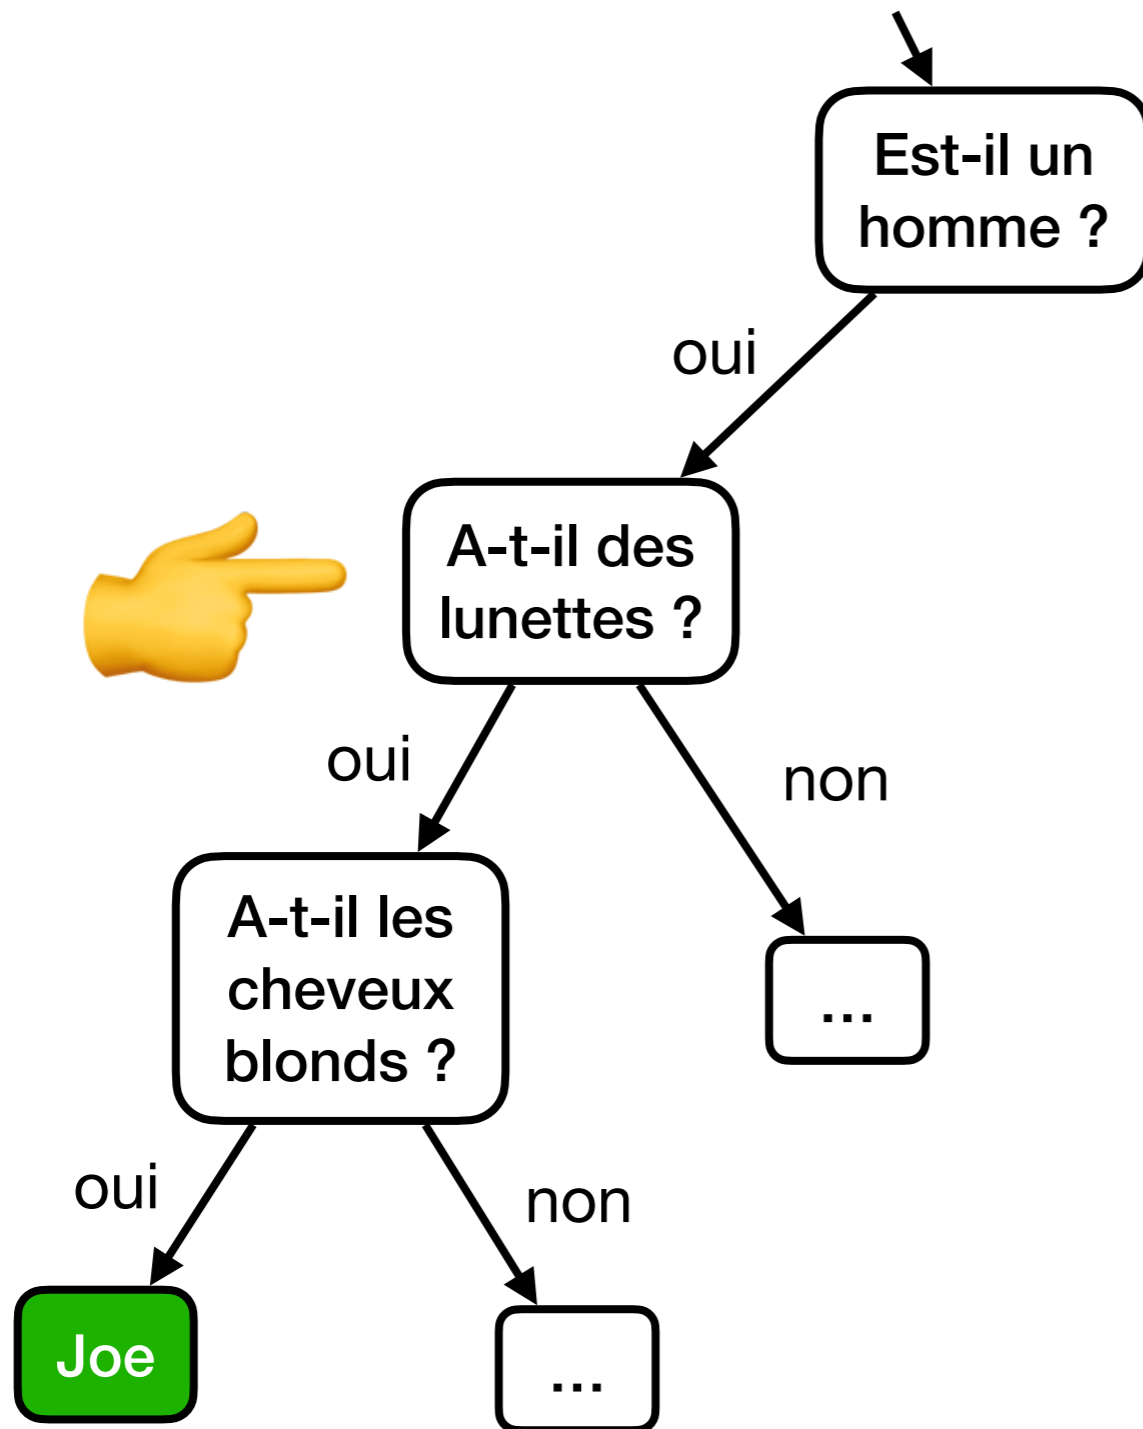 Est-il un
homme ?
oui
A-t-il des
lunettes ?
oui
non
A-t-il les
cheveux
blonds ?
...
oui
non
Joe
...